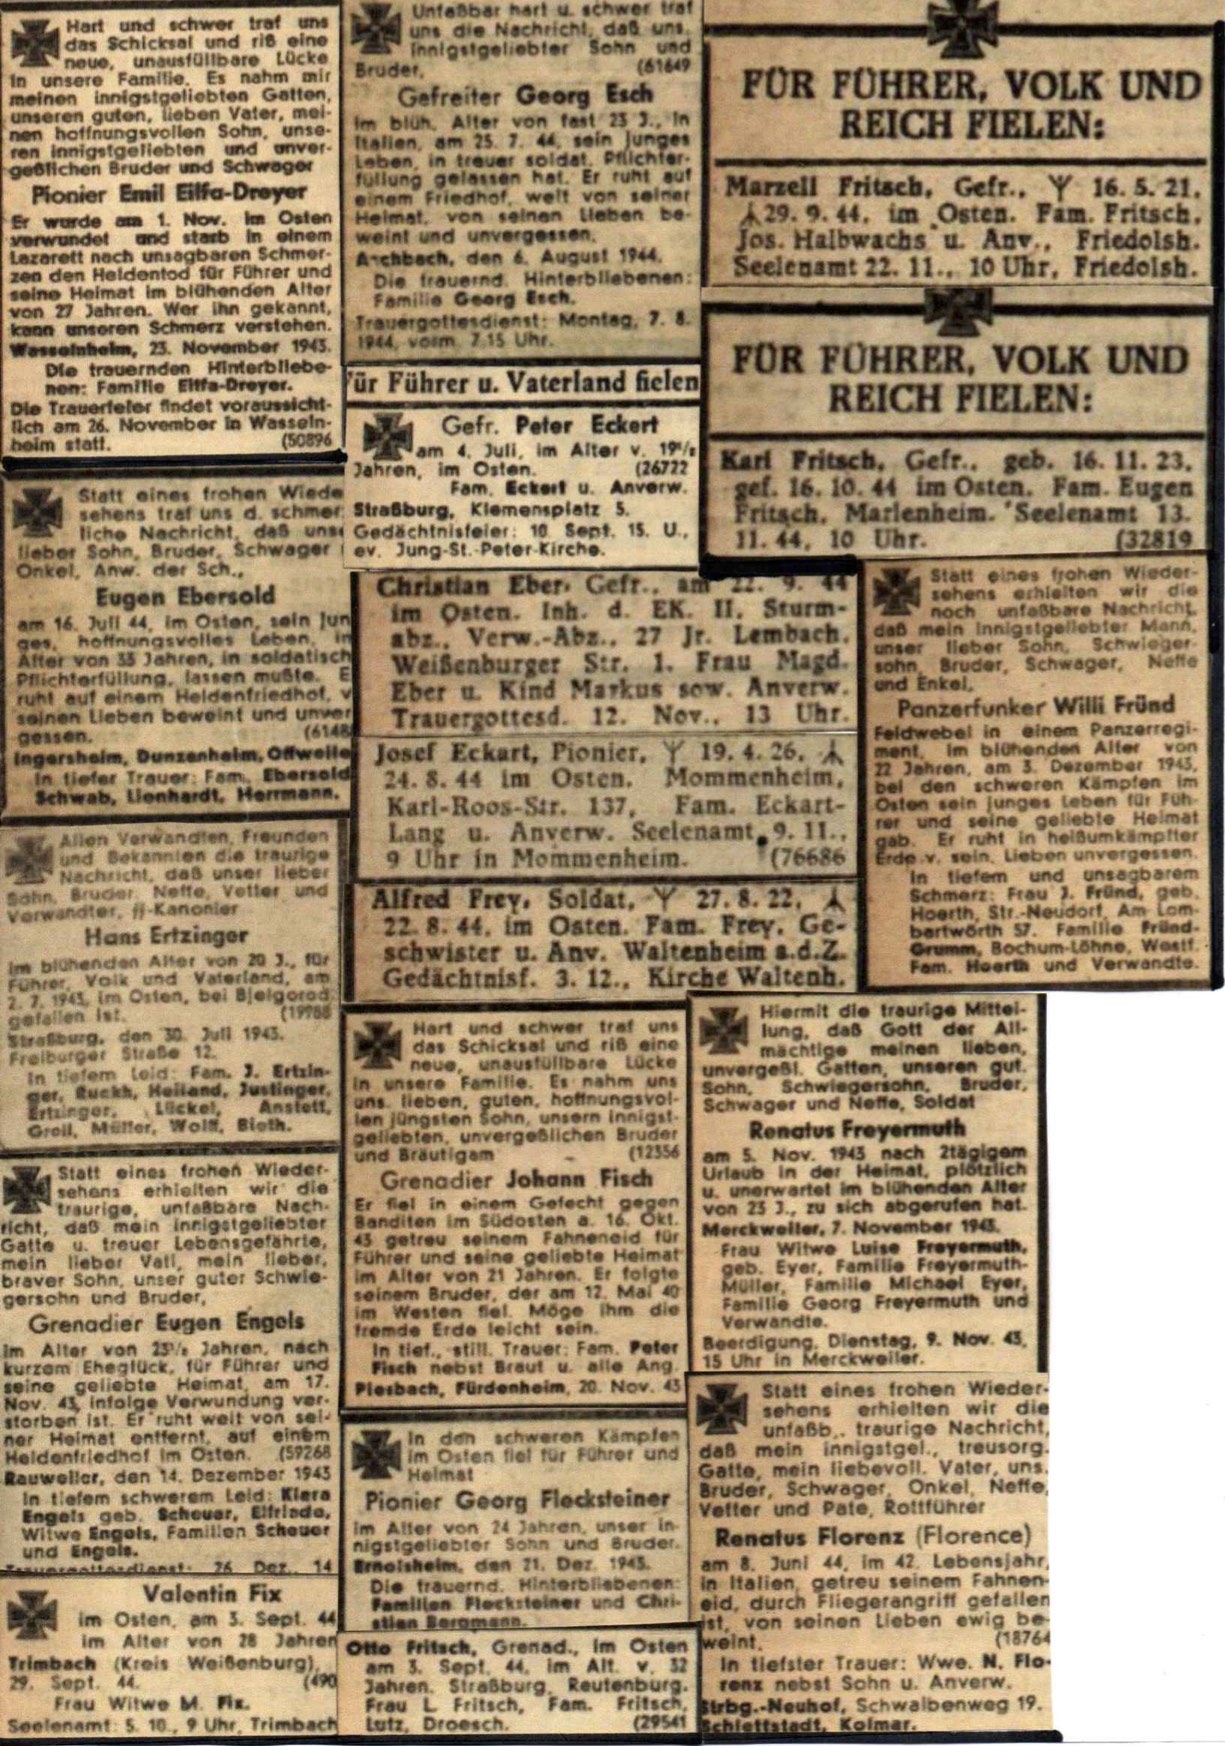 Hart und schwer traf uns
das Schicksal und riß eine
neue, unausfüllbare Lücke
in unsere Familie. Es nahm mir
meinen innigstgeliebten Gatten,
unseren guten, lieben Vater, mei-
nen hoffnungsvollen Sohn, unse-
ren innigstgeliebten und unver-
geßlichen Bruder und Schwager
Pionier Emil Eilfa-Dreyer
Er wurde am 1. Nov. im Osten
verwundet und starb in einem
Lazarett nach unsagbaren Schmer-
zen den Heldentod für Führer und
seine Heimat im blühenden Alter
von 27 Jahren. Wer ihn gekannt,
kann unseren Schmerz verstehen.
Wasselnheim, 23. November 1943.
Die trauernden Hinterbliebe-
nen: Familie Eilfa-Dreyer.
Die Trauerfeier findet voraussicht-
lich am 26. November in Wasseln-
heim statt. (50896
Statt eines frohen Wiede
sehens traf uns d. schmer
liche Nachricht, daß uns
lieber Sohn, Bruder, Schwager
Onkel, Anw. der Sch.,
Eugen Ebersold
am 16. Juli 44, im Osten, sein jun
ges, hoffnungsvolles Leben, im
Alter von 33 Jahren, in soldatisch
Pflichterfüllung, lassen mußte. E
ruht auf einem Heldenfriedhof, v
seinen Lieben beweint und unver
gessen. (6148
Ingersheim, Dunzenheim, Offweile
In tiefer Trauer: Fam. Ebersold
Schwab, Lienhardt, Herrmann.
Allen Verwandten, Freunden
und Bekannten die traurige
Nachricht, daß unser lieber
Sohn, Bruder, Neffe, Vetter und
Verwandter, ᛋᛋ-Kanonier
Hans Ertzinger
im blühenden Alter von 20 J., für
Führer, Volk und Vaterland, am
2. 7. 1943, im Osten, bei Bjelgorod
gefallen ist. (19788
Straßburg, den 30. Juli 1943.
Freiburger Straße 12.
In tiefem Leid: Fam. J. Ertzin-
ger, Ruckh, Heiland, Justinger,
Ertzinger, Lückel, Anstett,
Groll, Müller, Wolff, Bieth.
Statt eines frohen Wieder-
sehens erhielten wir die
traurige, unfaßbare Nach-
richt, daß mein innigstgeliebter
Gatte u. treuer Lebensgefährte,
mein lieber Vati, mein lieber,
braver Sohn, unser guter Schwie-
gersohn und Bruder,
Grenadier Eugen Engels
im Alter von 23½ Jahren, nach
kurzem Eheglück, für Führer und
seine geliebte Heimat, am 17.
Nov. 43, infolge Verwundung ver-
storben ist. Er ruht weit von sei-
ner Heimat entfernt, auf einem
Heldenfriedhof im Osten. (59268
Rauweiler, den 14. Dezember 1943
In tiefem schwerem Leid: Klara
Engels geb. Scheuer, Elfriede,
Witwe Engels, Familien Scheuer
und Engels.
Trauergottesdienst: 26 Dez., 14
Valentin Fix
im Osten, am 3. Sept. 44
im Alter von 28 Jahren
Trimbach (Kreis Weißenburg),
29. Sept. 44. (490
Frau Witwe M. Fix.
Seelenamt: 5. 10., 9 Uhr, Trimbach
Unfaßbar hart u. schwer traf
uns die Nachricht, daß uns.
innigstgeliebter Sohn und
Bruder, (61649
Gefreiter Georg Esch
im blüh. Alter von fast 23 J., in
Italien, am 25. 7. 44, sein junges
Leben, in treuer soldat. Pflichter-
füllung gelassen hat. Er ruht auf
einem Friedhof, weit von seiner
Heimat, von seinen Lieben be-
weint und unvergessen.
Aschbach, den 6. August 1944.
Die trauernd. Hinterbliebenen:
Familie Georg Esch.
Trauergottesdienst: Montag, 7. 8.
1944, vorm. 7.15 Uhr.
Für Führer u. Vaterland fielen
Gefr. Peter Eckert
am 4. Juli, im Alter v. 19½
Jahren, im Osten. (26722
Fam. Eckert u. Anverw.
Straßburg, Klemensplatz 5.
Gedächtnisfeier: 10 Sept. 15. U.,
ev. Jung-St.-Peter-Kirche.
Christian Eber, Gefr., am 22. 9. 44
im Osten. Inh. d. EK. II, Sturm-
abz., Verw.-Abz., 27 Jr. Lembach.
Weißenburger Str. 1. Frau Magd.
Eber u. Kind Markus sow. Anverw.
Trauergottesd. 12. Nov., 13 Uhr.
Josef Eckart, Pionier, ᛉ 19. 4. 26, ᛣ
24. 8. 44 im Osten. Mommenheim,
Karl-Roos-Str. 137, Fam. Eckart-
Lang u. Anverw. Seelenamt 9. 11.,
9 Uhr in Mommenheim. (76686
Alfred Frey, Soldat, ᛉ 27. 8. 22, ᛣ
22. 8. 44, im Osten. Fam. Frey, Ge-
schwister u. Anv. Waltenheim a.d.Z.
Gedächtnisf. 3. 12., Kirche Waltenh.
Hart und schwer traf uns
das Schicksal und riß eine
neue, unausfüllbare Lücke
in unsere Familie. Es nahm uns
uns. lieben, guten, hoffnungsvol-
len jüngsten Sohn, unsern innigst-
geliebten, unvergeßlichen Bruder
und Bräutigam (12356
Grenadier Johann Fisch
Er fiel in einem Gefecht gegen
Banditen im Südosten a. 16. Okt.
43 getreu seinem Fahneneid für
Führer und seine geliebte Heimat
im Alter von 21 Jahren. Er folgte
seinem Bruder, der am 12. Mai 40
im Westen fiel. Möge ihm die
fremde Erde leicht sein.
In tief., still. Trauer: Fam. Peter
Fisch nebst Braut u. alle Ang.
Plesbach, Fürdenheim, 20. Nov. 43
In den schweren Kämpfen
im Osten fiel für Führer und
Heimat
Pionier Georg Flecksteiner
im Alter von 24 Jahren, unser in-
nigstgeliebter Sohn und Bruder.
Ernolsheim, den 21. Dez. 1943.
Die trauernd. Hinterbliebenen:
Familien Flecksteiner und Chri-
stian Bergmann.
Otto Fritsch, Grenad., im Osten
am 3. Sept. 44, im Alt. v. 32
Jahren. Straßburg, Reutenburg.
Frau L Fritsch, Fam. Fritsch,
Lutz, Droesch. (29541
FÜR FÜHRER, VOLK UND
REICH FIELEN:
Marzell Fritsch, Gefr., ᛉ 16. 5. 21,
ᛣ 29. 9. 44, im Osten. Fam. Fritsch,
Jos. Halbwachs u. Anv., Friedolsh.
Seelenamt 22. 11., 10 Uhr, Friedolsh.
FÜR FÜHRER, VOLK UND
REICH FIELEN:
Karl Fritsch, Gefr., geb. 16. 11. 23,
gef. 16. 10. 44 im Osten. Fam. Eugen
Fritsch, Marlenheim. Seelenamt 13.
11. 44, 10 Uhr. (32819
Statt eines frohen Wieder-
sehens erhielten wir die
noch unfaßbare Nachricht,
daß mein innigstgeliebter Mann,
unser lieber Sohn, Schwieger-
sohn, Bruder, Schwager, Neffe
und Enkel,
Panzerfunker Willi Fründ
Feldwebel in einem Panzerregi-
ment, im blühenden Alter von
22 Jahren, am 3. Dezember 1943,
bei den schweren Kämpfen im
Osten sein junges Leben für Füh-
rer und seine geliebte Heimat
gab. Er ruht in heißumkämpfter
Erde v. sein. Lieben unvergessen.
In tiefem und unsagbarem
Schmerz: Frau J. Fründ, geb.
Hoerth, Str.-Neudorf, Am Lam-
bertwörth 57. Familie Fründ-
Grumm, Bochum-Löhne, Westf.
Fam. Hoerth und Verwandte.
Hiermit die traurige Mittei-
lung, daß Gott der All-
mächtige meinen lieben,
unvergeßl. Gatten, unseren gut.
Sohn, Schwiegersohn, Bruder,
Schwager und Neffe, Soldat
Renatus Freyermuth
am 5. Nov. 1943 nach 2tägigem
Urlaub in der Heimat, plötzlich
u. unerwartet im blühenden Alter
von 23 J., zu sich abgerufen hat.
Merckweiler, 7. November 1943.
Frau Witwe Luise Freyermuth,
geb. Eyer, Familie Freyermuth-
Müller, Familie Michael Eyer,
Familie Georg Freyermuth und
Verwandte.
Beerdigung, Dienstag, 9. Nov. 43,
15 Uhr in Merckweiler.
Statt eines frohen Wieder-
sehens erhielten wir die
unfaßb., traurige Nachricht,
daß mein innigstgel., treusorg.
Gatte, mein liebevoll. Vater, uns.
Bruder, Schwager, Onkel, Neffe,
Vetter und Pate, Rottführer
Renatus Florenz (Florence)
am 8. Juni 44, im 42. Lebensjahr,
in Italien, getreu seinem Fahnen-
eid, durch Fliegerangriff gefallen
ist, von seinen Lieben ewig be-
weint. (18764
In tiefster Trauer: Wwe. N. Flo-
renz nebst Sohn u. Anverw.
Strbg.-Neuhof, Schwalbenweg 19.
Schlettstadt, Kolmar.